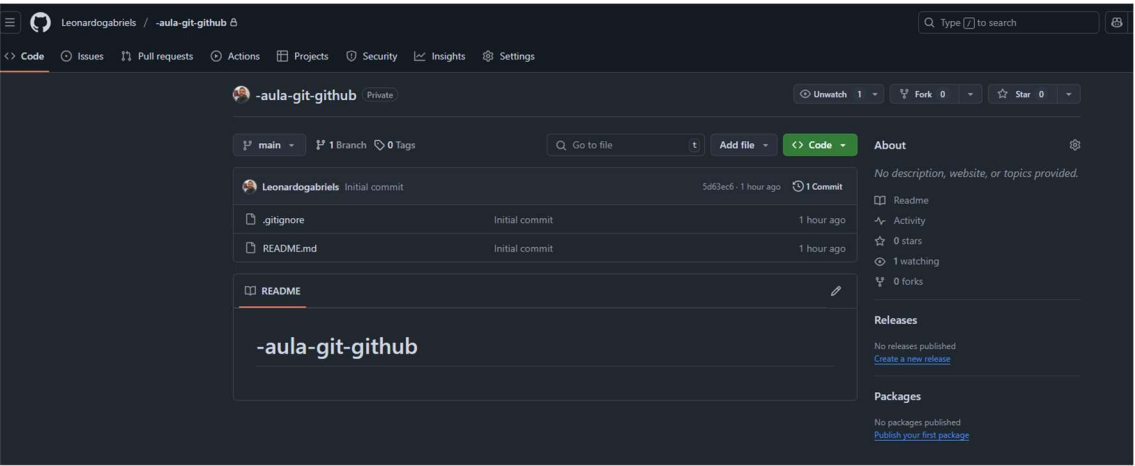 Leonardogabriels / -aula-git-github
Type / to search
Code Issues Pull requests Actions Projects Security Insights Settings
-aula-git-github Private
Unwatch 1 Fork 0 Star 0
main 1 Branch 0 Tags Go to file t Add file Code
Leonardogabriels Initial commit 5d63ec6 · 1 hour ago 1 Commit
.gitignore Initial commit 1 hour ago
README.md Initial commit 1 hour ago
README
-aula-git-github
About
No description, website, or topics provided.
Readme
Activity
0 stars
1 watching
0 forks
Releases
No releases published
Create a new release
Packages
No packages published
Publish your first package